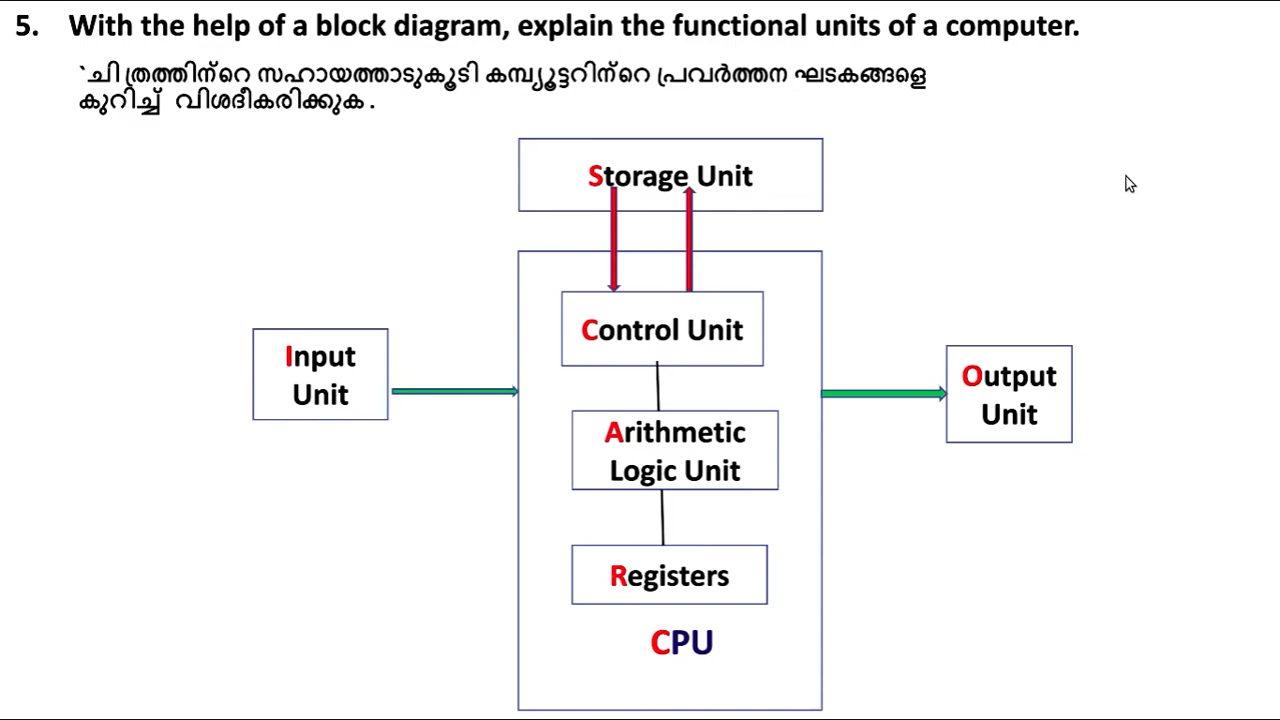 5. With the help of a block diagram, explain the functional units of a computer.
`ചിത്രത്തിന്റെ സഹായത്താടുകൂടി കമ്പ്യൂട്ടറിന്റെ പ്രവർത്തന ഘടകങ്ങളെ
കുറിച്ച് വിശദീകരിക്കുക .
Storage Unit
Control Unit
Input
Unit
Output
Unit
Arithmetic
Logic Unit
Registers
CPU